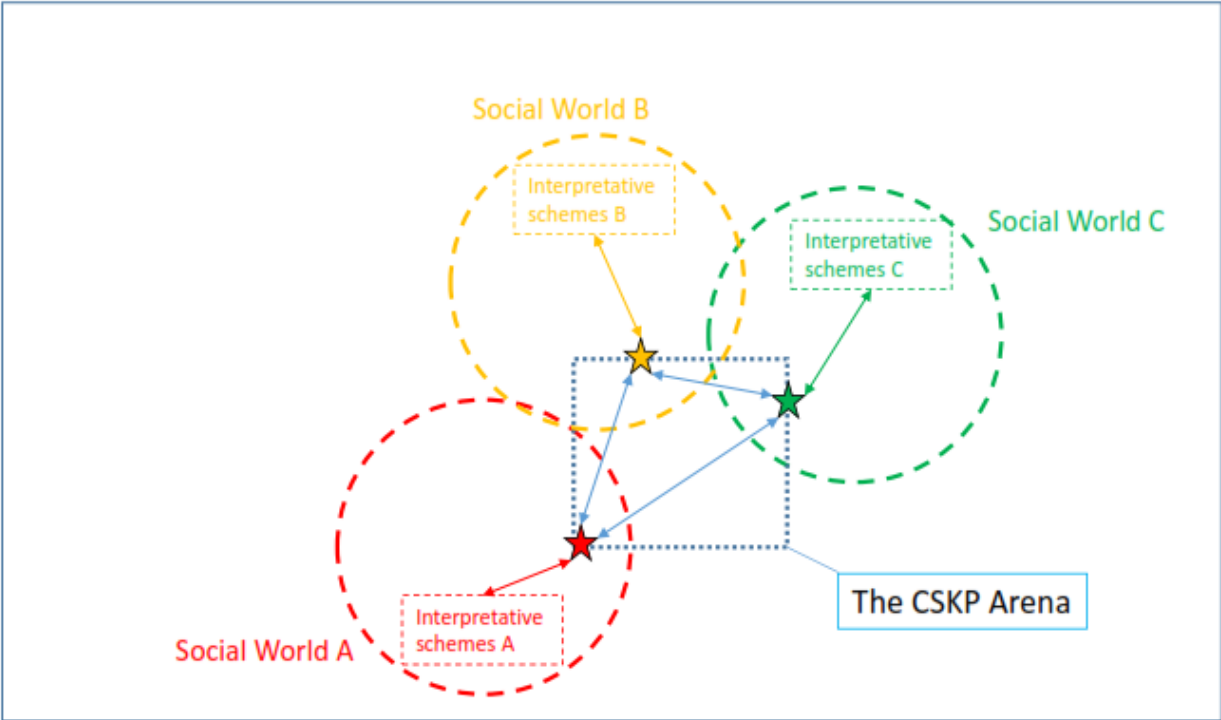 Social World B
Interpretative
schemes B
Social World C
Interpretative
schemes C
The CSKP Arena
Interpretative
schemes A
Social World A